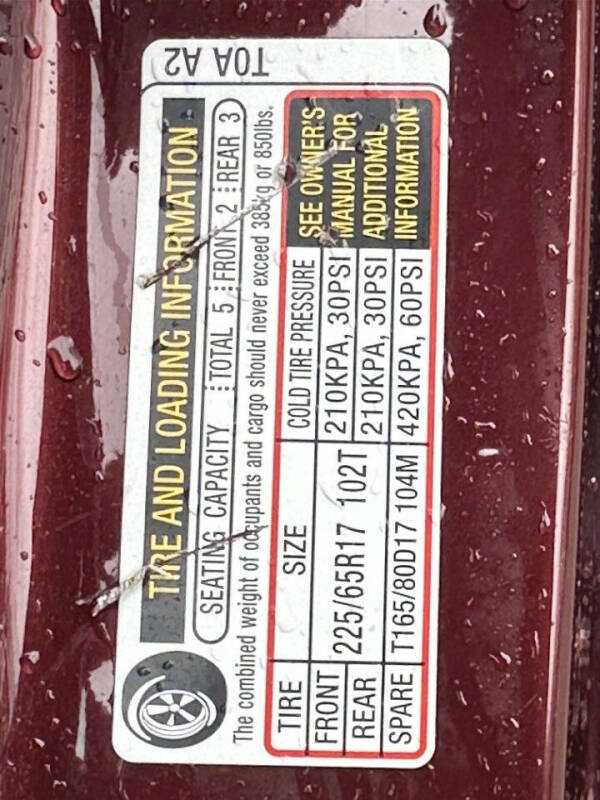 T0A A2
TIRE AND LOADING INFORMATION
SEATING CAPACITY TOTAL 5 FRONT 2 REAR 3
The combined weight of occupants and cargo should never exceed 385kg or 850lbs.
TIRE SIZE COLD TIRE PRESSURE
FRONT 225/65R17 102T 210KPA, 30PSI
REAR 210KPA, 30PSI
SPARE T165/80D17 104M 420KPA, 60PSI
SEE OWNER'S
MANUAL FOR
ADDITIONAL
INFORMATION